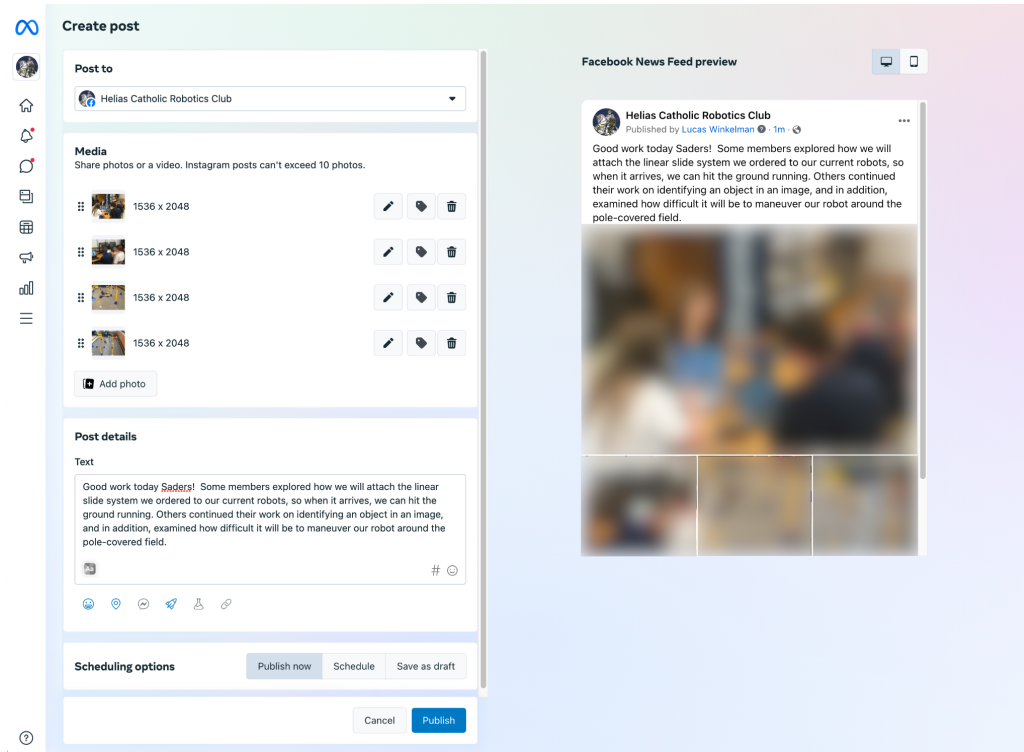 Create post
Post to
Helias Catholic Robotics Club
Media
Share photos or a video. Instagram posts can't exceed 10 photos.
1536 x 2048
1536 x 2048
1536 x 2048
1536 x 2048
Add photo
Post details
Text
Good work today Saders!  Some members explored how we will attach the linear
slide system we ordered to our current robots, so when it arrives, we can hit the
ground running. Others continued their work on identifying an object in an image,
and in addition, examined how difficult it will be to maneuver our robot around the
pole-covered field.
Aa
#
Scheduling options
Publish now
Schedule
Save as draft
Cancel
Publish
Facebook News Feed preview
Helias Catholic Robotics Club
Published by Lucas Winkelman · 1m ·
Good work today Saders!  Some members explored how we will
attach the linear slide system we ordered to our current robots, so
when it arrives, we can hit the ground running. Others continued
their work on identifying an object in an image, and in addition,
examined how difficult it will be to maneuver our robot around the
pole-covered field.